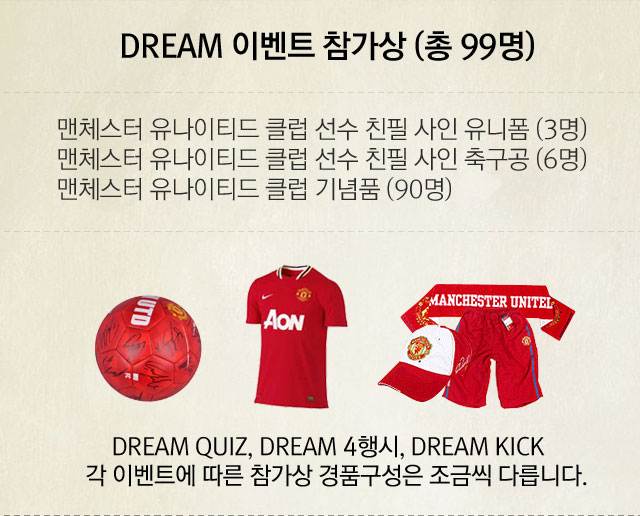 DREAM 이벤트 참가상 (총 99명)
맨체스터 유나이티드 클럽 선수 친필 사인 유니폼 (3명)
맨체스터 유나이티드 클럽 선수 친필 사인 축구공 (6명)
맨체스터 유나이티드 클럽 기념품 (90명)
MANCHESTER UNITED
UTD
AON
DREAM QUIZ, DREAM 4행시, DREAM KICK
각 이벤트에 따른 참가상 경품구성은 조금씩 다릅니다.